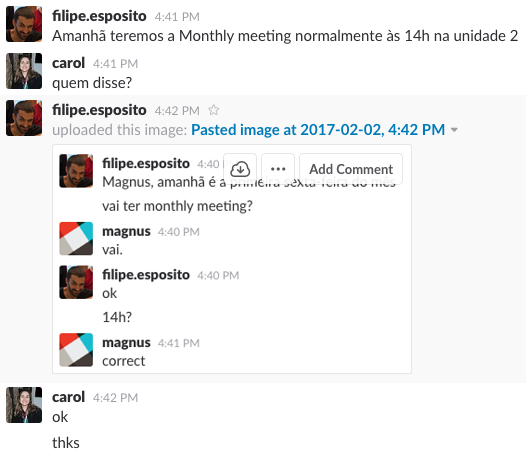 filipe.esposito 4:41 PM
Amanhã teremos a Monthly meeting normalmente às 14h na unidade 2
carol 4:41 PM
quem disse?
filipe.esposito 4:42 PM
uploaded this image: Pasted image at 2017-02-02, 4:42 PM
filipe.esposito 4:40
Add Comment
Magnus, amanhã é a primeira sexta-feira do mês
vai ter monthly meeting?
magnus 4:40 PM
vai.
filipe.esposito 4:40 PM
ok
14h?
magnus 4:41 PM
correct
carol 4:42 PM
ok
thks